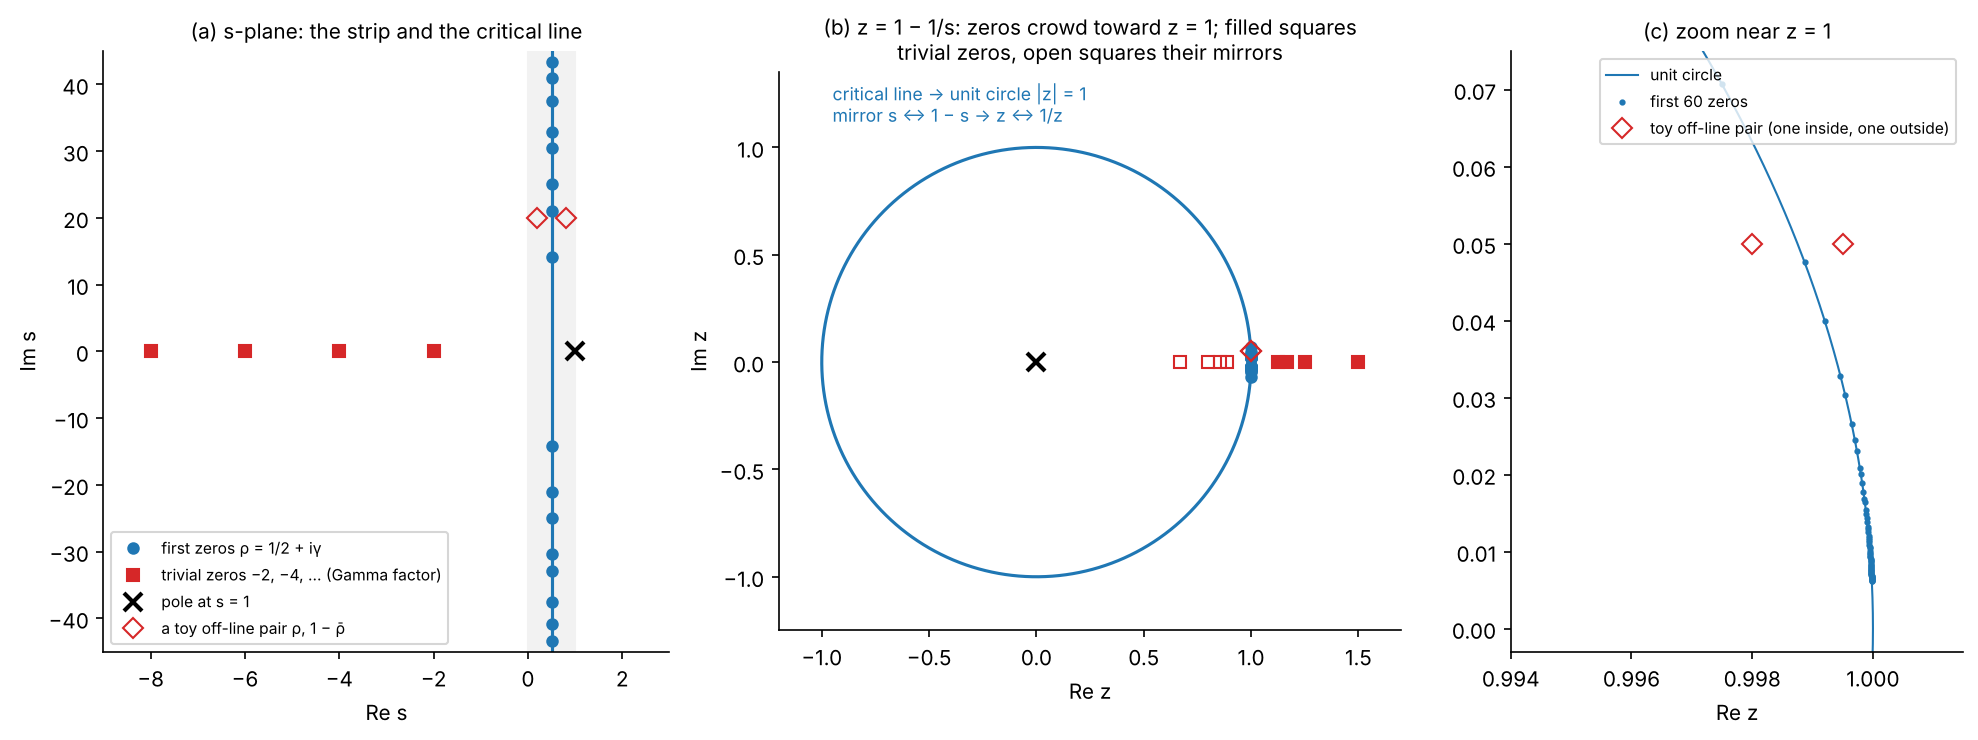 (a) s-plane: the strip and the critical line
40
30
20
10
0
−10
−20
−30
−40
Im s
first zeros ρ = 1/2 + iγ
trivial zeros −2, −4, ... (Gamma factor)
pole at s = 1
a toy off-line pair ρ, 1 − ρ̄
−8
−6
−4
−2
0
2
Re s
(b) z = 1 − 1/s: zeros crowd toward z = 1; filled squares
trivial zeros, open squares their mirrors
critical line → unit circle |z| = 1
mirror s ↔ 1 − s → z ↔ 1/z
1.0
0.5
0.0
−0.5
−1.0
Im z
−1.0
−0.5
0.0
0.5
1.0
1.5
Re z
(c) zoom near z = 1
unit circle
first 60 zeros
toy off-line pair (one inside, one outside)
0.07
0.06
0.05
0.04
0.03
0.02
0.01
0.00
0.994
0.996
0.998
1.000
Re z